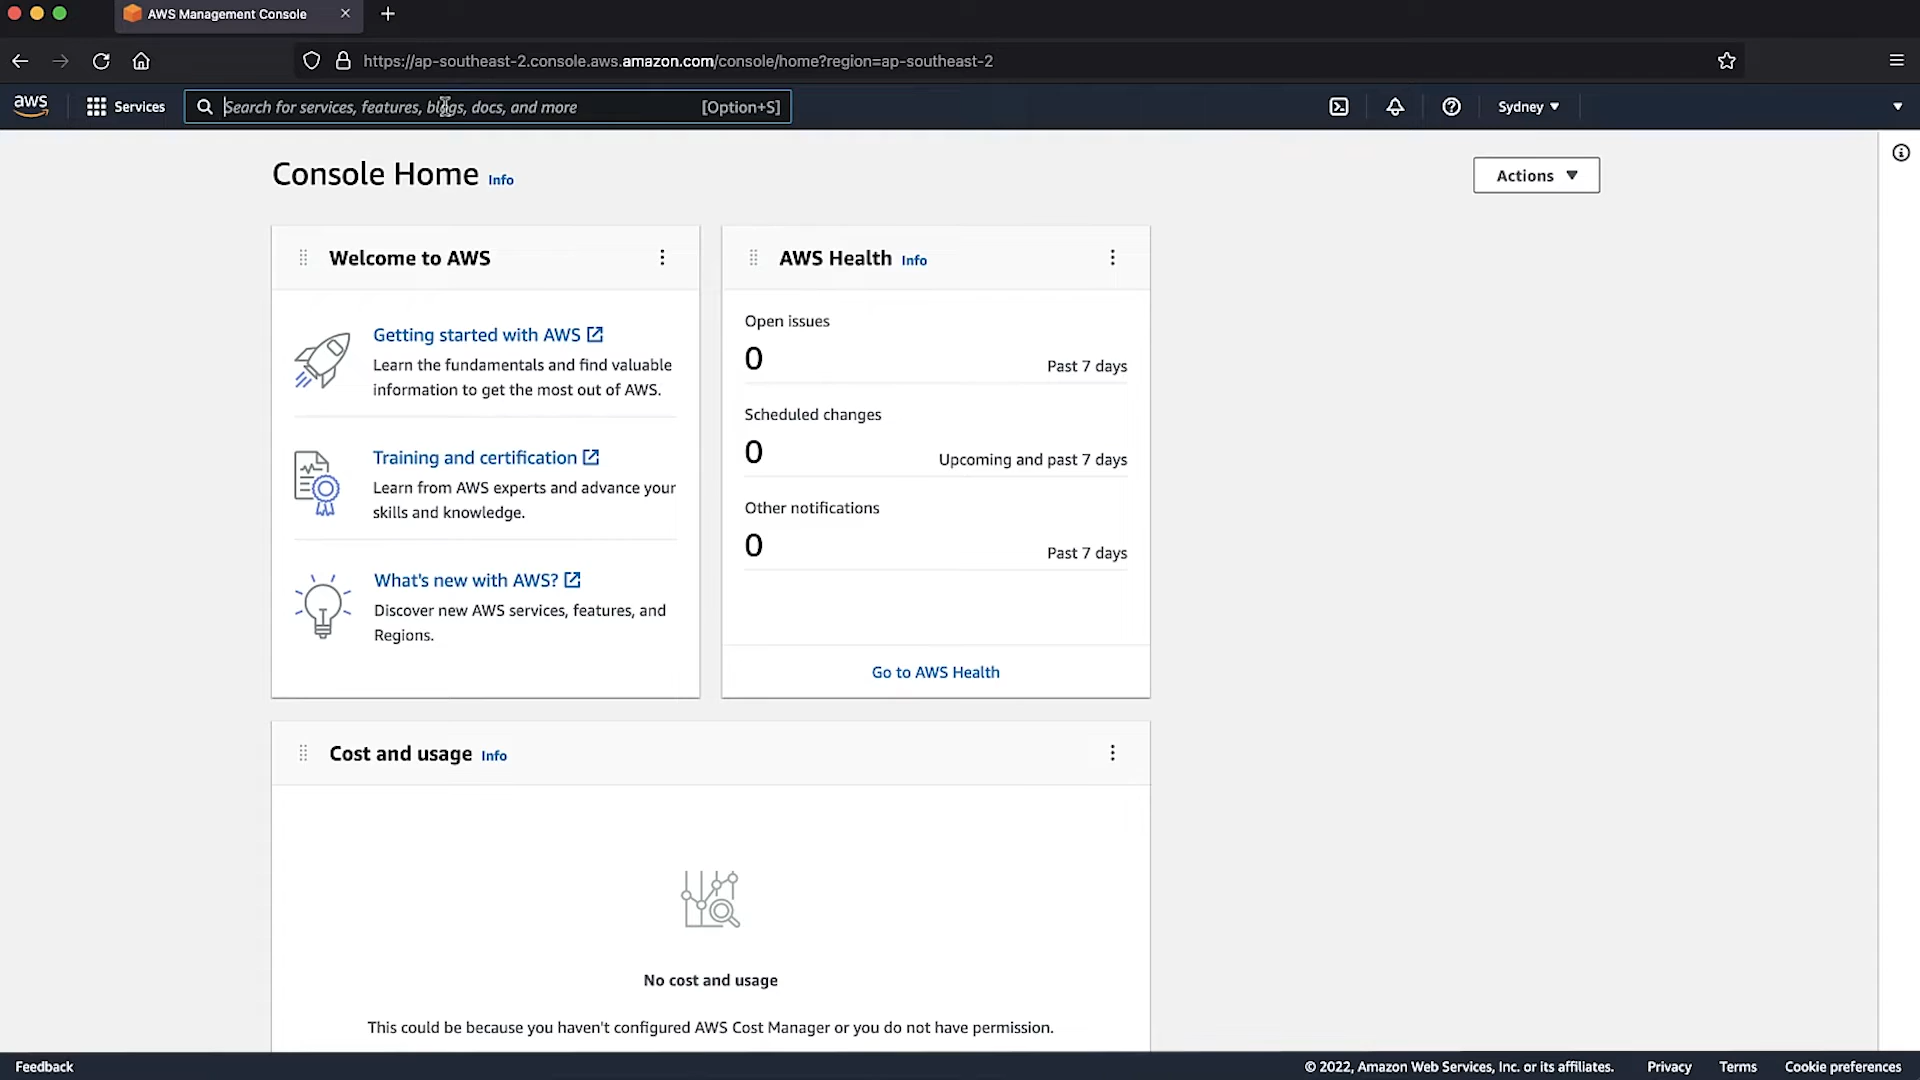 AWS Management Console
https://ap-southeast-2.console.aws.amazon.com/console/home?region=ap-southeast-2
aws
Services
Search for services, features, blogs, docs, and more
[Option+S]
Sydney
Console Home Info
Actions
Welcome to AWS
Getting started with AWS
Learn the fundamentals and find valuable
information to get the most out of AWS.
Training and certification
Learn from AWS experts and advance your
skills and knowledge.
What's new with AWS?
Discover new AWS services, features, and
Regions.
AWS Health Info
Open issues
0
Past 7 days
Scheduled changes
0
Upcoming and past 7 days
Other notifications
0
Past 7 days
Go to AWS Health
Cost and usage Info
No cost and usage
This could be because you haven't configured AWS Cost Manager or you do not have permission.
Feedback
© 2022, Amazon Web Services, Inc. or its affiliates.
Privacy
Terms
Cookie preferences